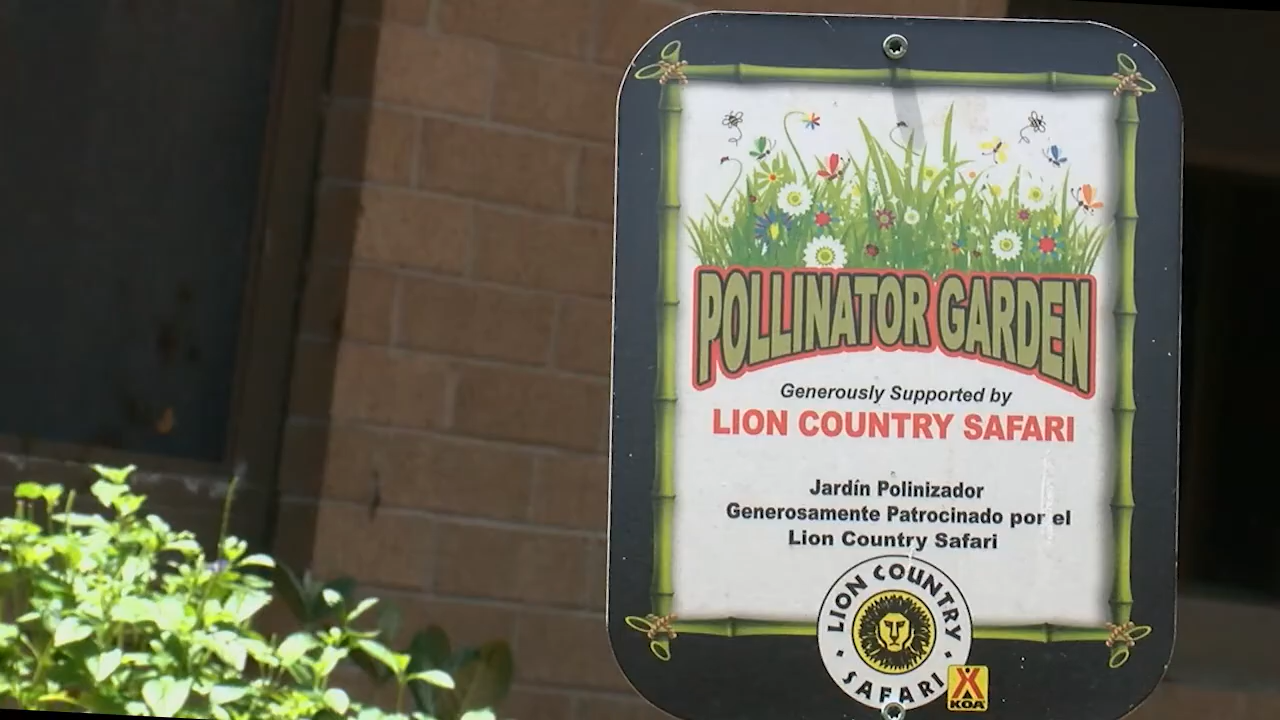 POLLINATOR GARDEN
Generously Supported by
LION COUNTRY SAFARI
Jardín Polinizador
Generosamente Patrocinado por el
Lion Country Safari
LION COUNTRY
SAFARI
KOA